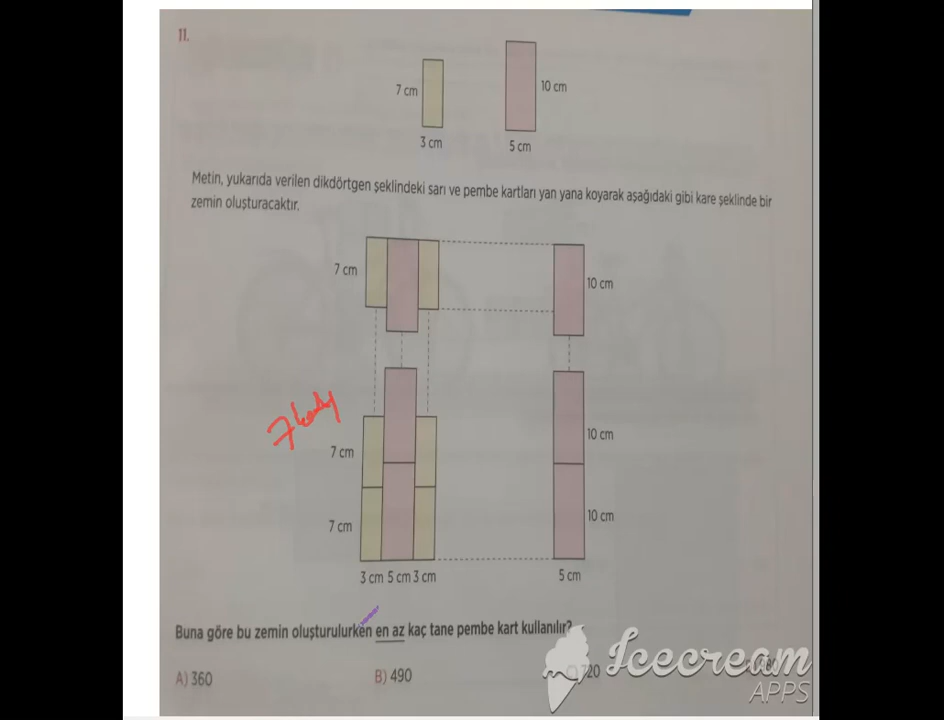 11.
7 cm
10 cm
3 cm
5 cm
Metin, yukarıda verilen dikdörtgen şeklindeki sarı ve pembe kartları yan yana koyarak aşağıdaki gibi kare şeklinde bir
zemin oluşturacaktır.
7 cm
10 cm
7 cm
10 cm
7 cm
10 cm
3 cm 5 cm 3 cm
5 cm
Buna göre bu zemin oluşturulurken en az kaç tane pembe kart kullanılır?
A) 360
B) 490
Icecream
APPS